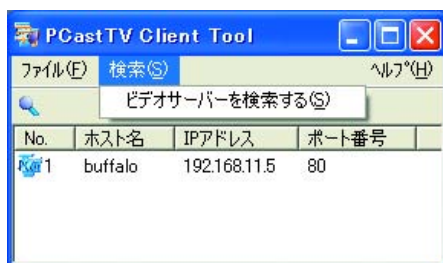 PCastTV Client Tool
ファイル(F) 検索(S) ヘルプ(H)
ビデオサーバーを検索する(S)
No. ホスト名 IPアドレス ポート番号
1 buffalo 192.168.11.5 80